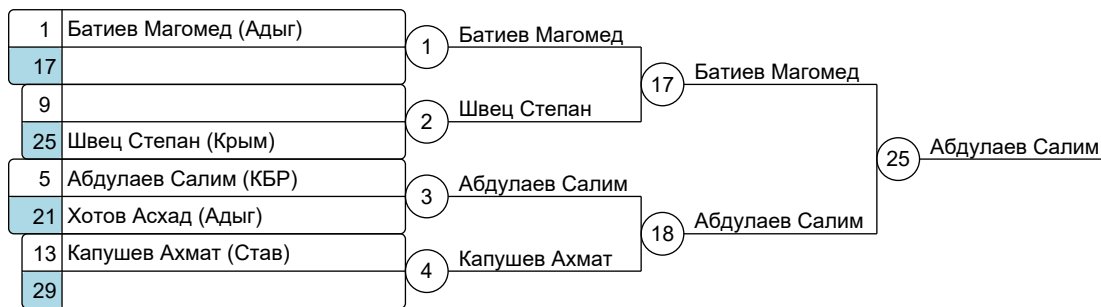 1 Батиев Магомед (Адыг)
17
9
25 Швец Степан (Крым)
5 Абдулаев Салим (КБР)
21 Хотов Асхад (Адыг)
13 Капушев Ахмат (Став)
29
1 Батиев Магомед
2 Швец Степан
3 Абдулаев Салим
4 Капушев Ахмат
17 Батиев Магомед
18 Абдулаев Салим
25 Абдулаев Салим